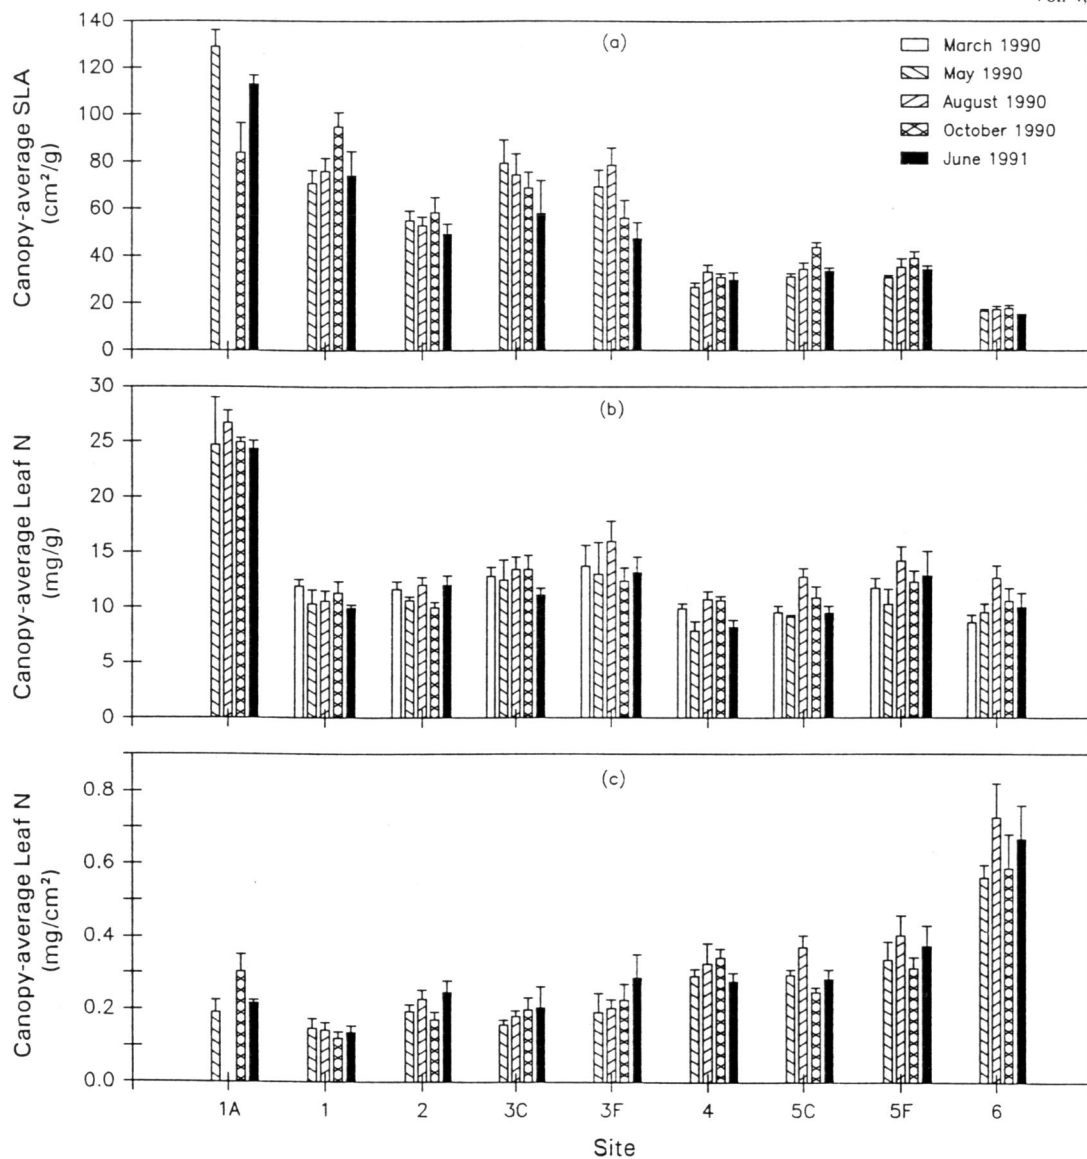 (a)
March 1990
May 1990
August 1990
October 1990
June 1991
Canopy-average SLA
(cm²/g)
140
120
100
80
60
40
20
0
(b)
Canopy-average Leaf N
(mg/g)
30
25
20
15
10
5
0
(c)
Canopy-average Leaf N
(mg/cm²)
0.8
0.6
0.4
0.2
0.0
1A 1 2 3C 3F 4 5C 5F 6
Site